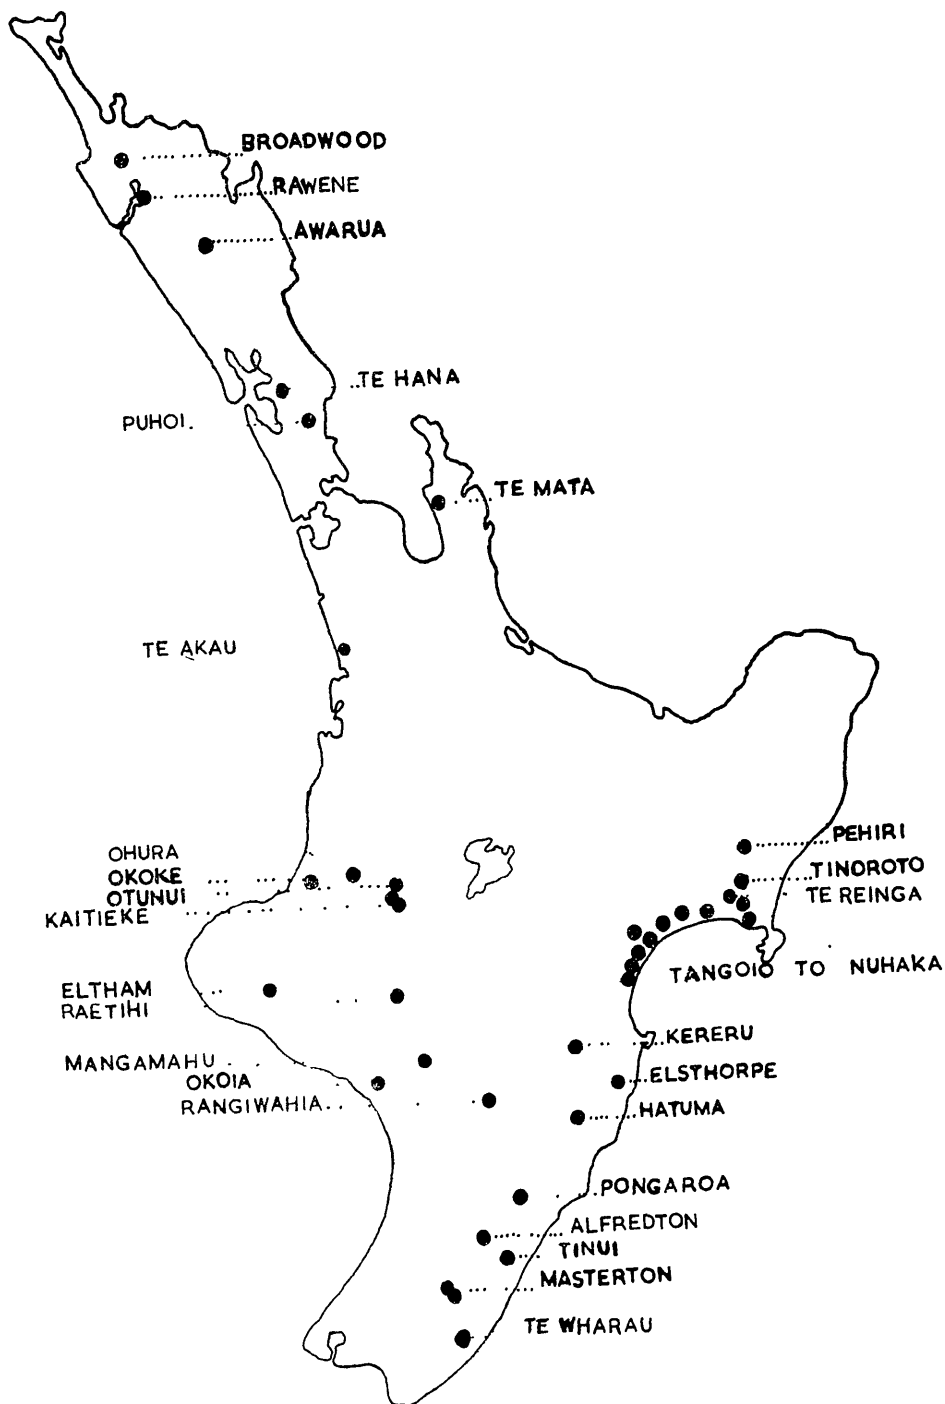 BROADWOOD
RAWENE
AWARUA
TE HANA
PUHOI.
TE MATA
TE AKAU
PEHIRI
OHURA
TINOROTO
OKOKE
TE REINGA
OTUNUI
KAITIEKE
TANGOIO TO NUHAKA
ELTHAM
RAETIHI
KERERU
MANGAMAHU
ELSTHORPE
OKOIA
RANGIWAHIA
HATUMA
PONGAROA
ALFREDTON
TINUI
MASTERTON
TE WHARAU